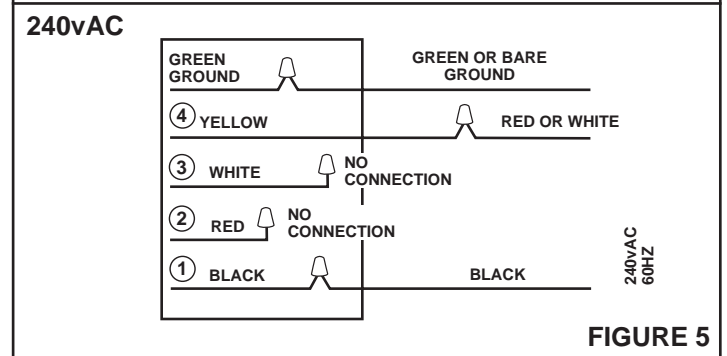 240vAC
GREEN
GROUND
GREEN OR BARE
GROUND
4 YELLOW
RED OR WHITE
3 WHITE
NO
CONNECTION
2 RED
NO
CONNECTION
1 BLACK
BLACK
240vAC
60HZ
FIGURE 5